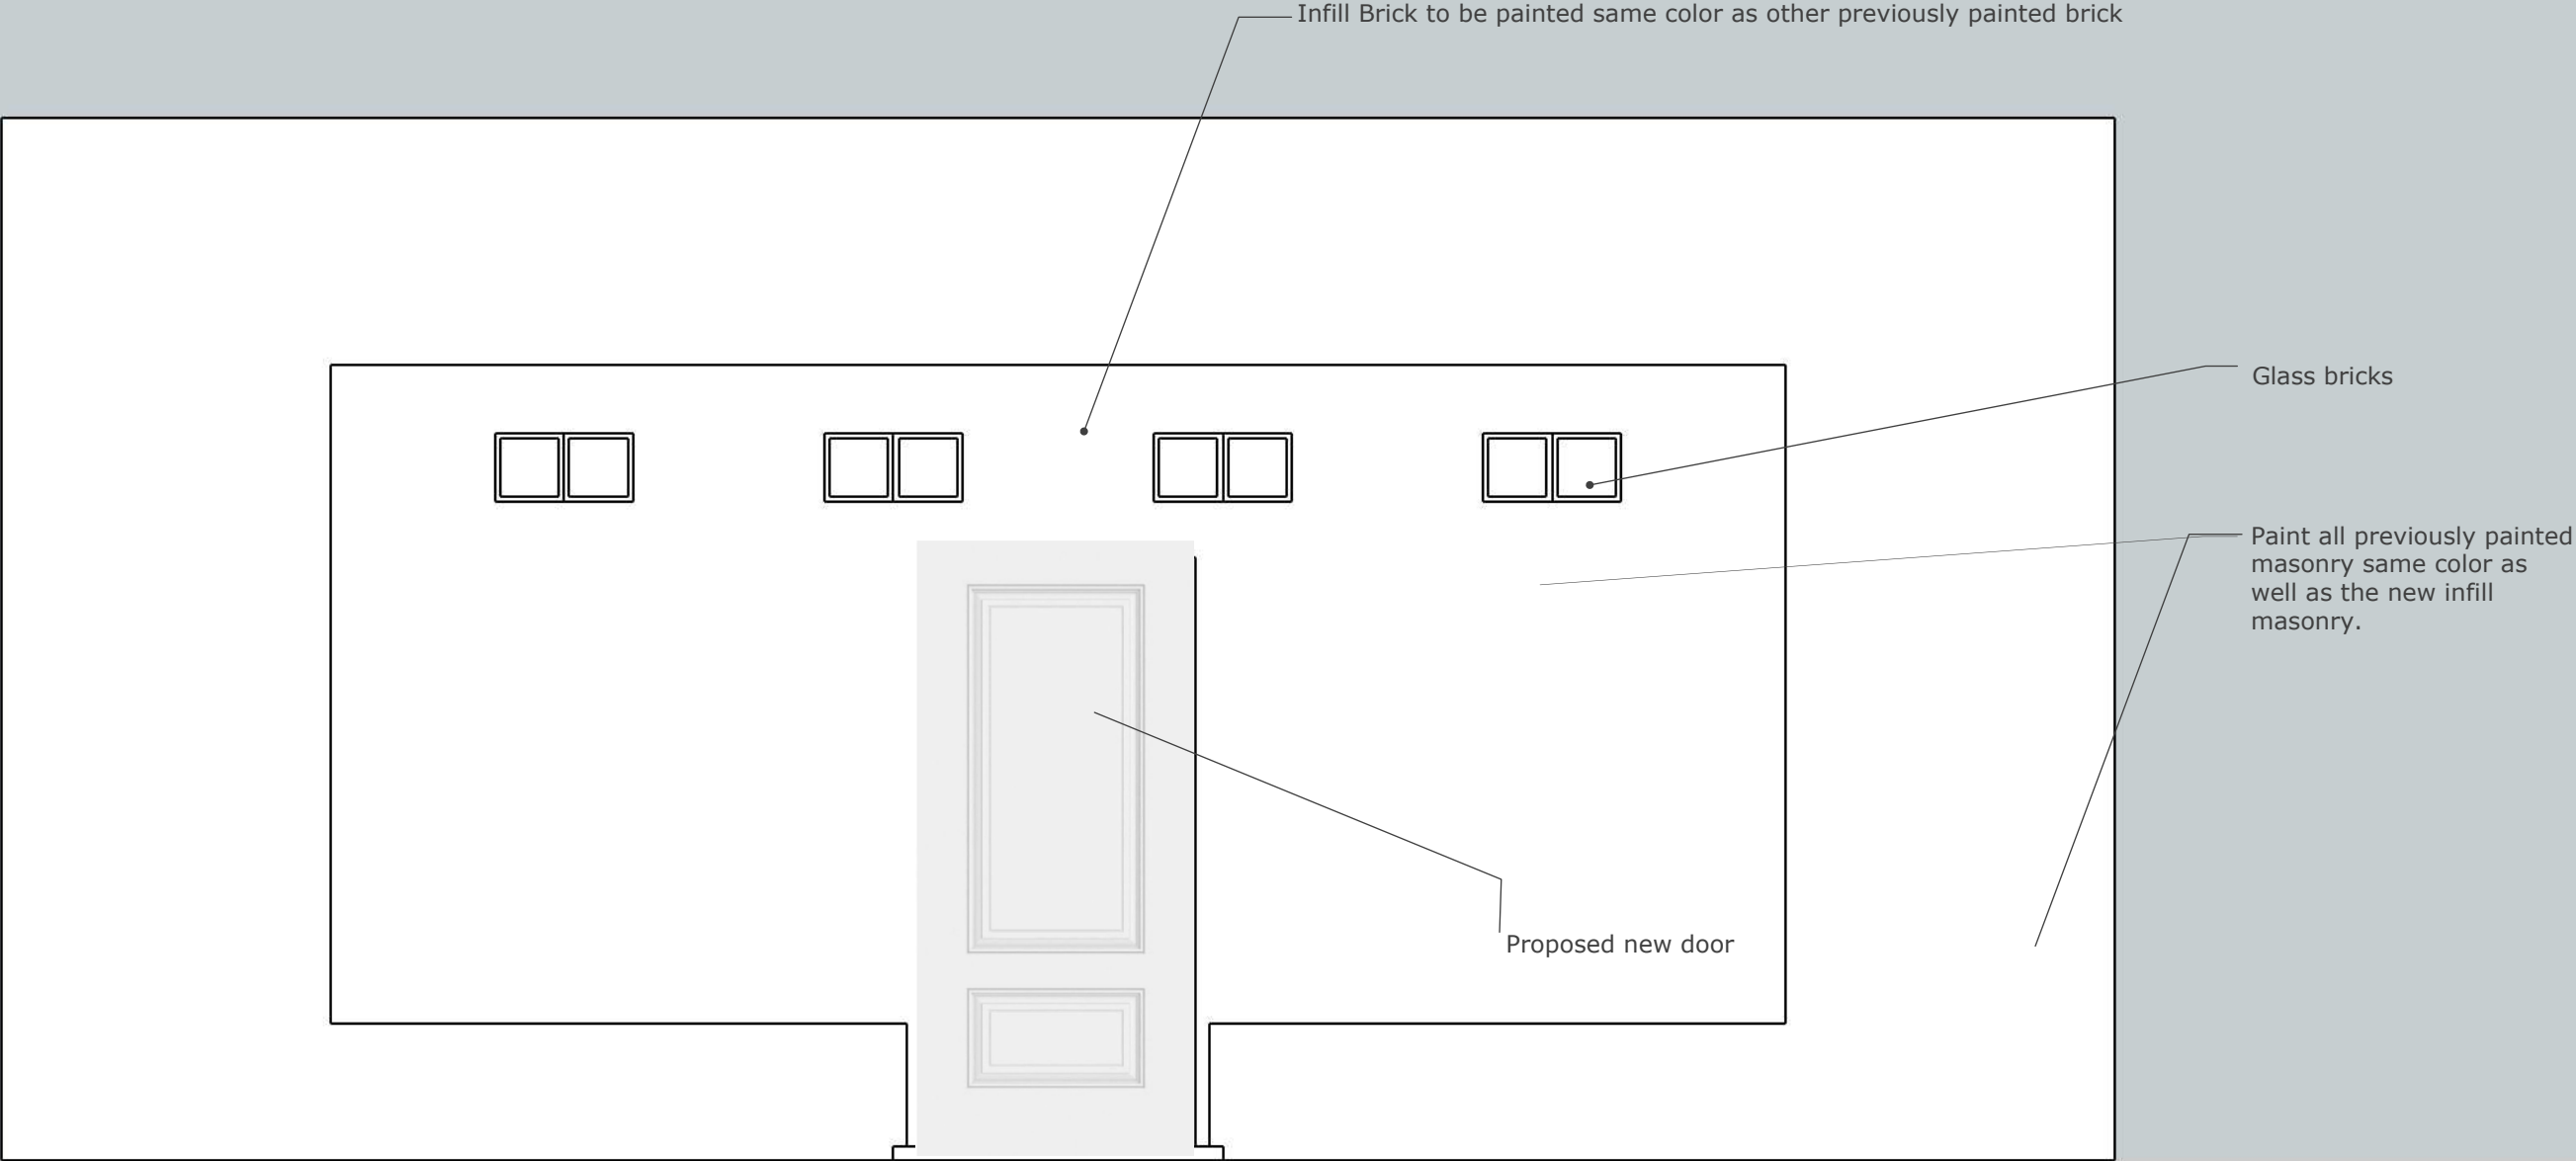 Infill Brick to be painted same color as other previously painted brick
Glass bricks
Paint all previously painted
masonry same color as
well as the new infill
masonry.
Proposed new door